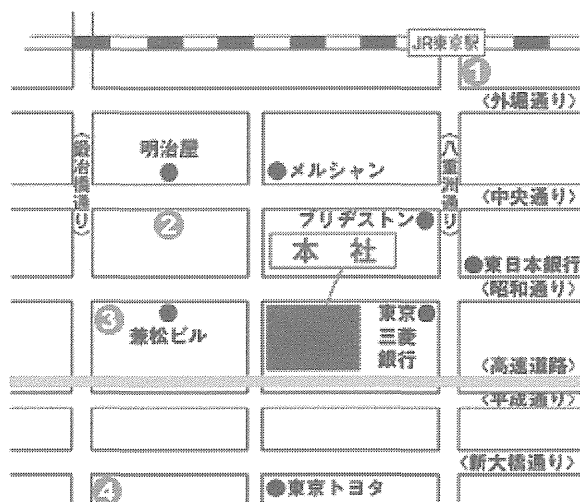 JR東京駅
1
〈外堀通り〉
(鍛冶橋通り)
明治屋
メルシャン
(八重洲通り)
〈中央通り〉
2
ブリヂストン
本 社
東日本銀行
〈昭和通り〉
3
兼松ビル
東京
三菱
銀行
〈高速道路〉
〈平成通り〉
〈新大橋通り〉
4
東京トヨタ